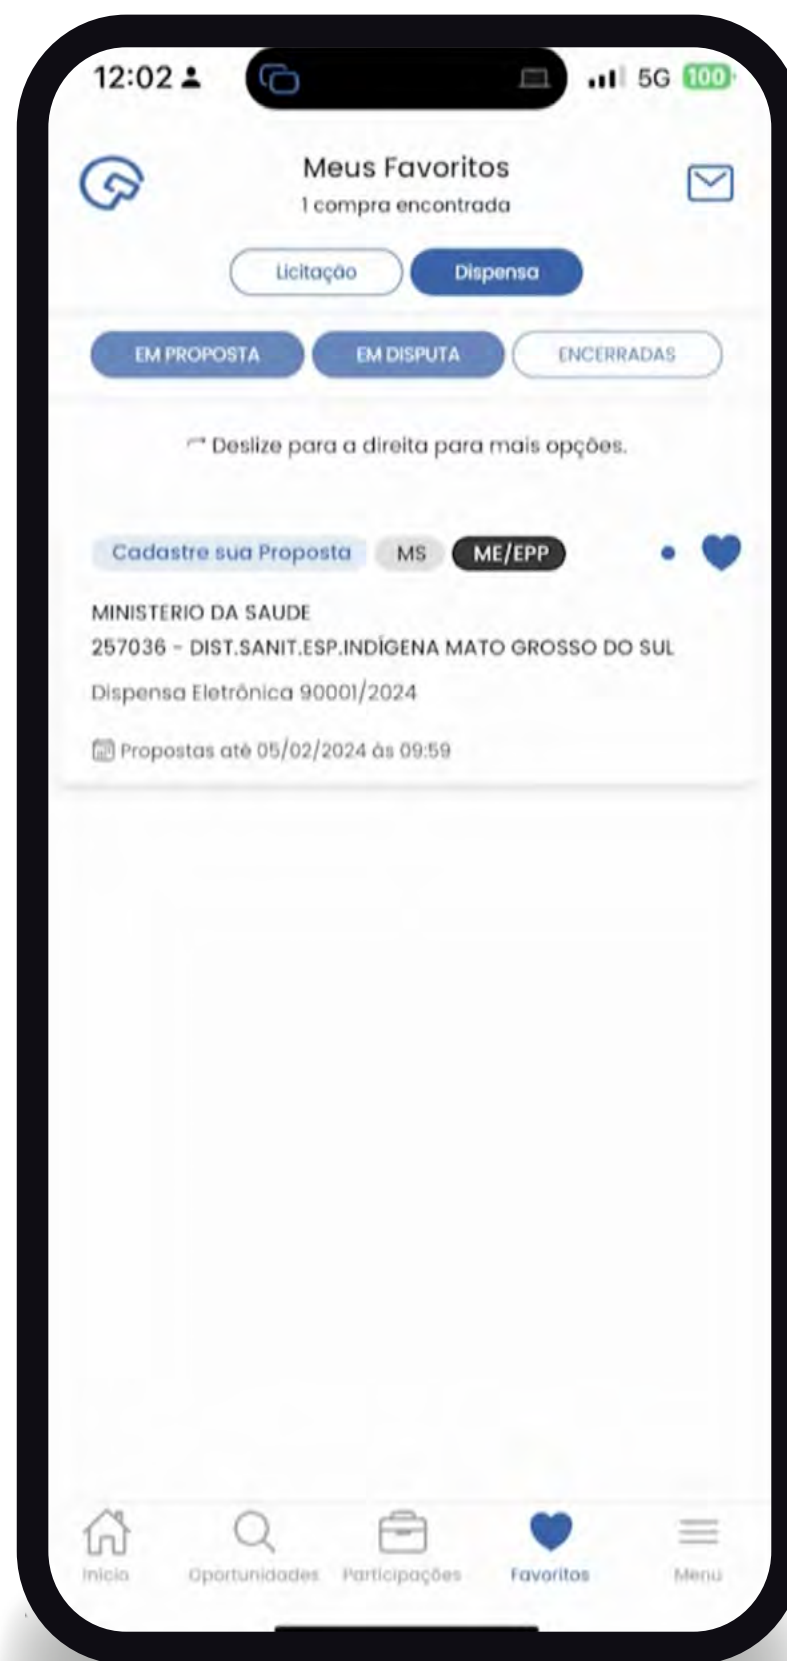 12:02 5G 100
Meus Favoritos
1 compra encontrada
Licitação Dispensa
EM PROPOSTA EM DISPUTA ENCERRADAS
Deslize para a direita para mais opções.
Cadastre sua Proposta MS ME/EPP
MINISTERIO DA SAUDE
257036 - DIST.SANIT.ESP.INDÍGENA MATO GROSSO DO SUL
Dispensa Eletrônica 90001/2024
Propostas até 05/02/2024 às 09:59
Início Oportunidades Participações Favoritos Menu